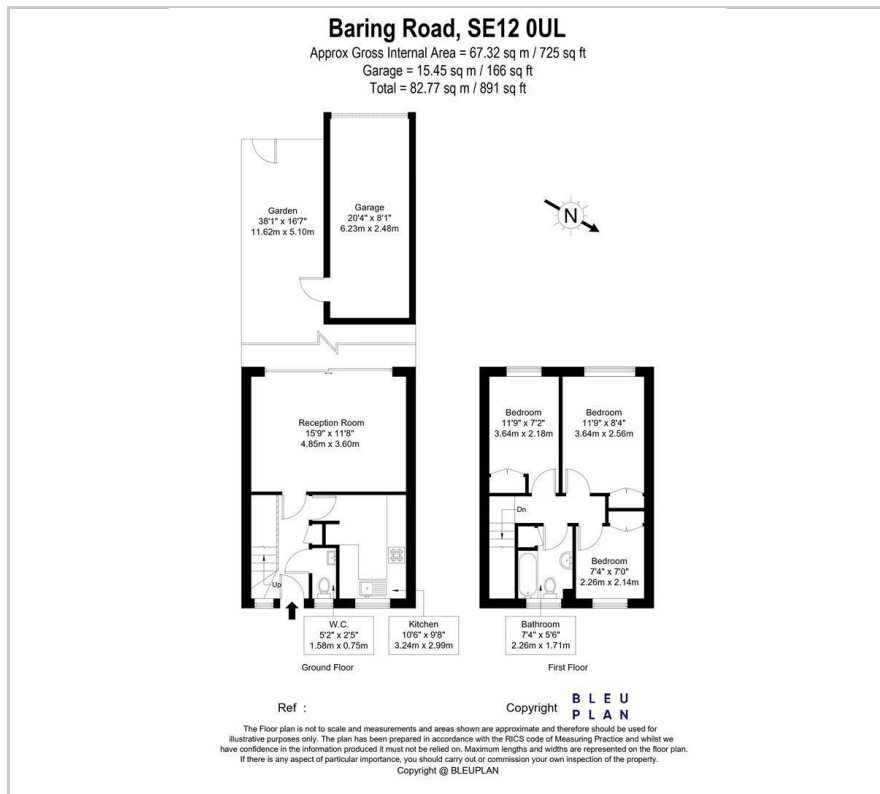 Baring Road, SE12 0UL
Approx Gross Internal Area = 67.32 sq m / 725 sq ft
Garage = 15.45 sq m / 166 sq ft
Total = 82.77 sq m / 891 sq ft
Garden
38'1" x 16'7"
11.62m x 5.10m
Garage
20'4" x 8'1"
6.23m x 2.48m
N
Reception Room
15'9" x 11'8"
4.85m x 3.60m
Up
W.C.
5'2" x 2'5"
1.58m x 0.75m
Kitchen
10'6" x 9'8"
3.24m x 2.99m
Ground Floor
Bedroom
11'9" x 7'2"
3.64m x 2.18m
Bedroom
11'9" x 8'4"
3.64m x 2.56m
Dn
Bedroom
7'4" x 7'0"
2.26m x 2.14m
Bathroom
7'4" x 5'6"
2.26m x 1.71m
First Floor
Ref :
Copyright
BLEU
PLAN
The Floor plan is not to scale and measurements and areas shown are approximate and therefore should be used for
illustrative purposes only. The plan has been prepared in accordance with the RICS code of Measuring Practice and whilst we
have confidence in the information produced it must not be relied on. Maximum lengths and widths are represented on the floor plan.
If there is any aspect of particular importance, you should carry out or commission your own inspection of the property.
Copyright @ BLEUPLAN